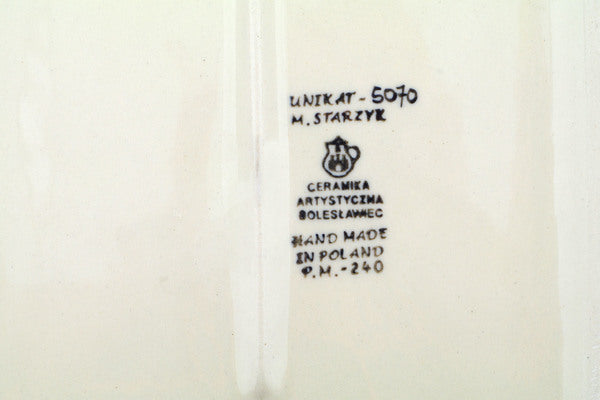 UNIKAT - 5070
M. STARZYK
CERAMIKA
ARTYSTYCZNA
BOLESŁAWIEC
HAND MADE
IN POLAND
P.M. - 240